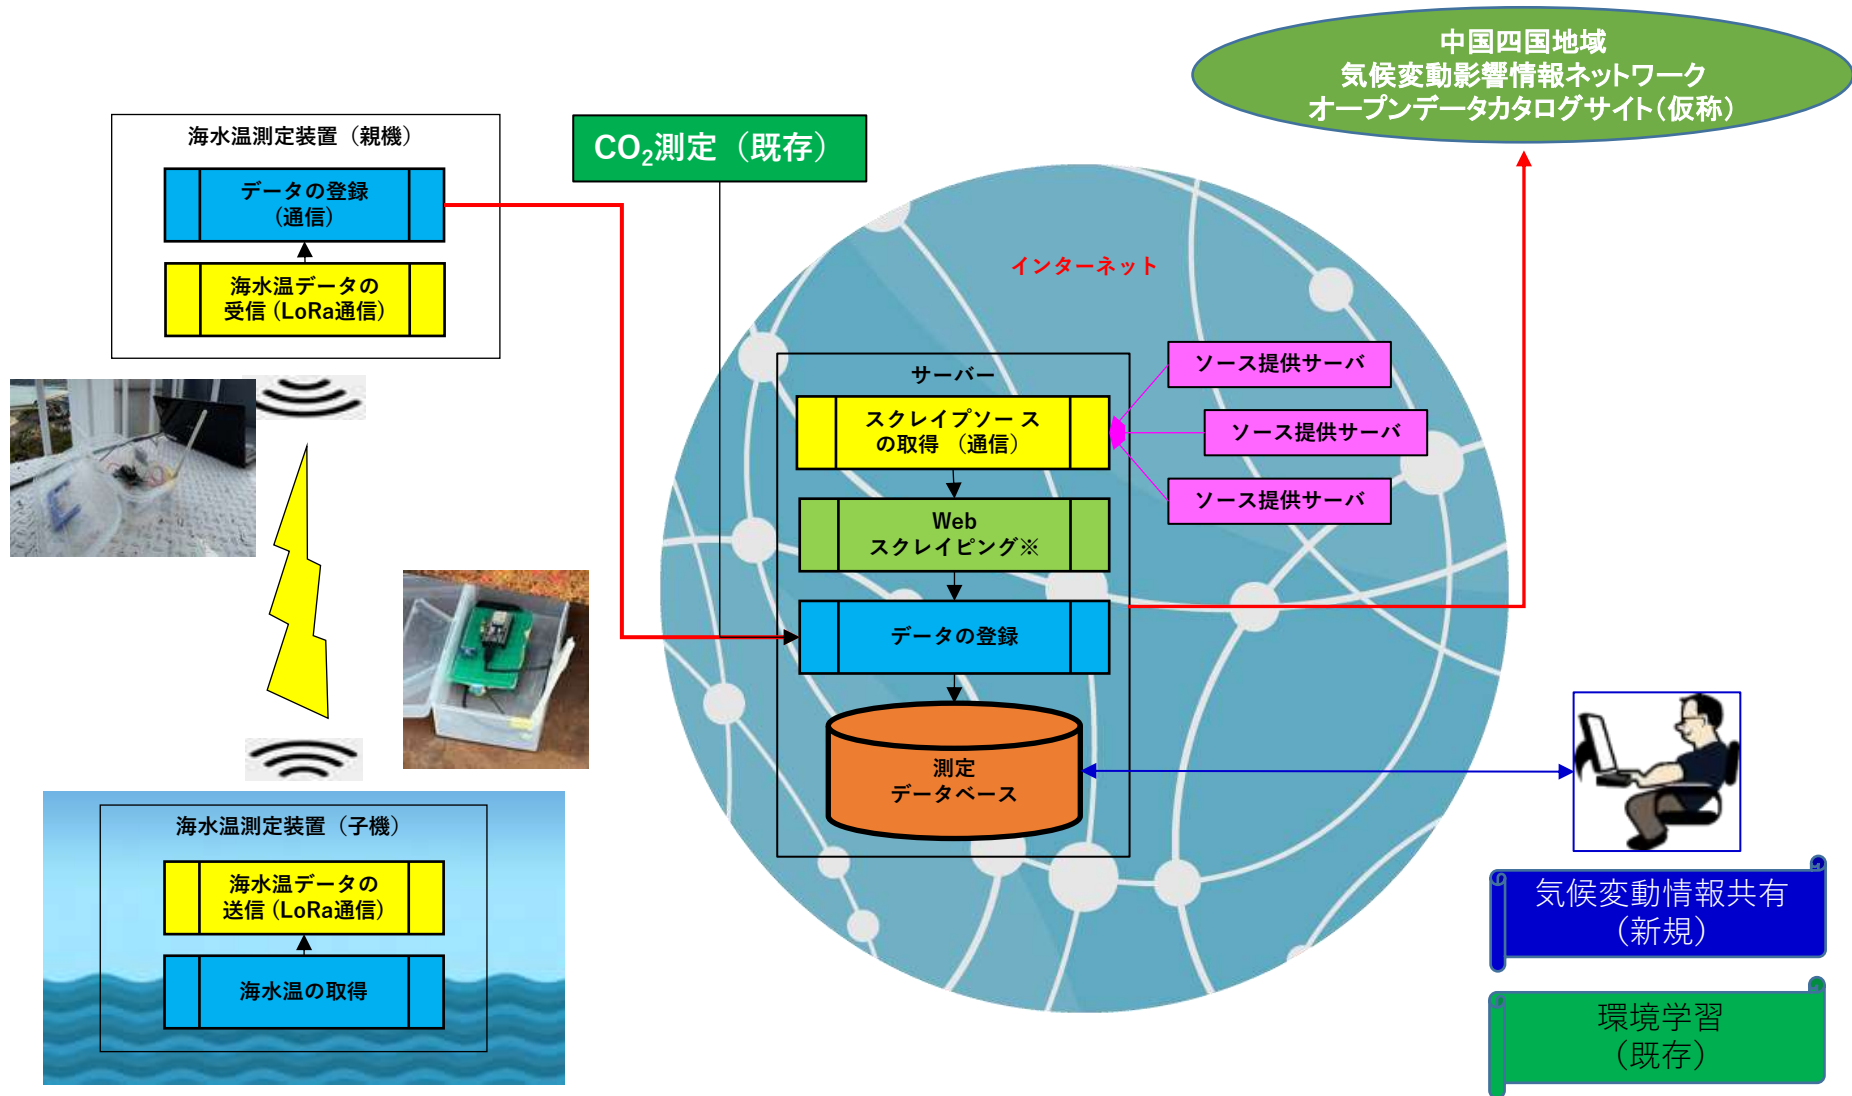 中国四国地域
気候変動影響情報ネットワーク
オープンデータカタログサイト（仮称）
海水温測定装置（親機）
データの登録
（通信）
海水温データの
受信（LoRa通信）
CO₂測定（既存）
インターネット
サーバー
スクレイプソース
の取得 （通信）
Web
スクレイピング※
データの登録
測定
データベース
ソース提供サーバ
ソース提供サーバ
ソース提供サーバ
海水温測定装置（子機）
海水温データの
送信（LoRa通信）
海水温の取得
気候変動情報共有
（新規）
環境学習
（既存）